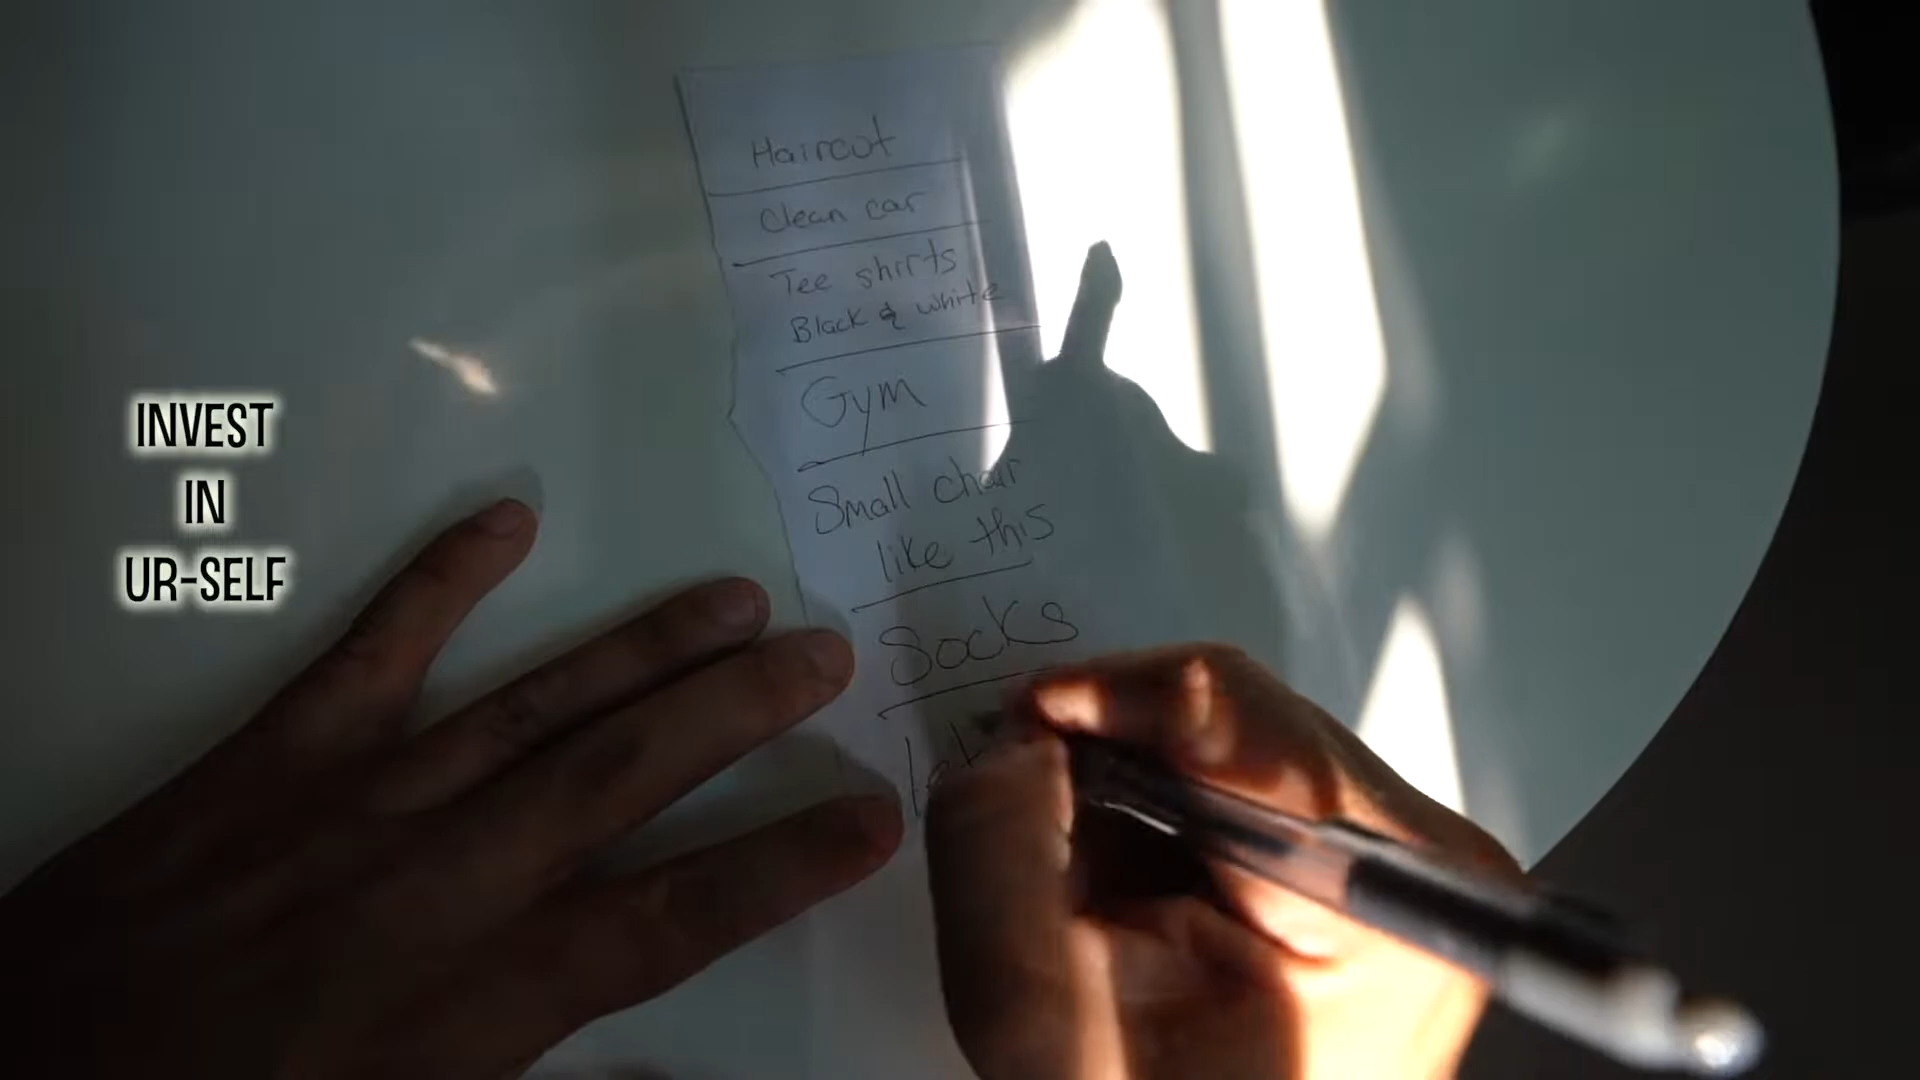 Haircut
Clean car
Tee shirts
Black & white
Gym
Small chair
like this
Socks
INVEST
IN
UR-SELF